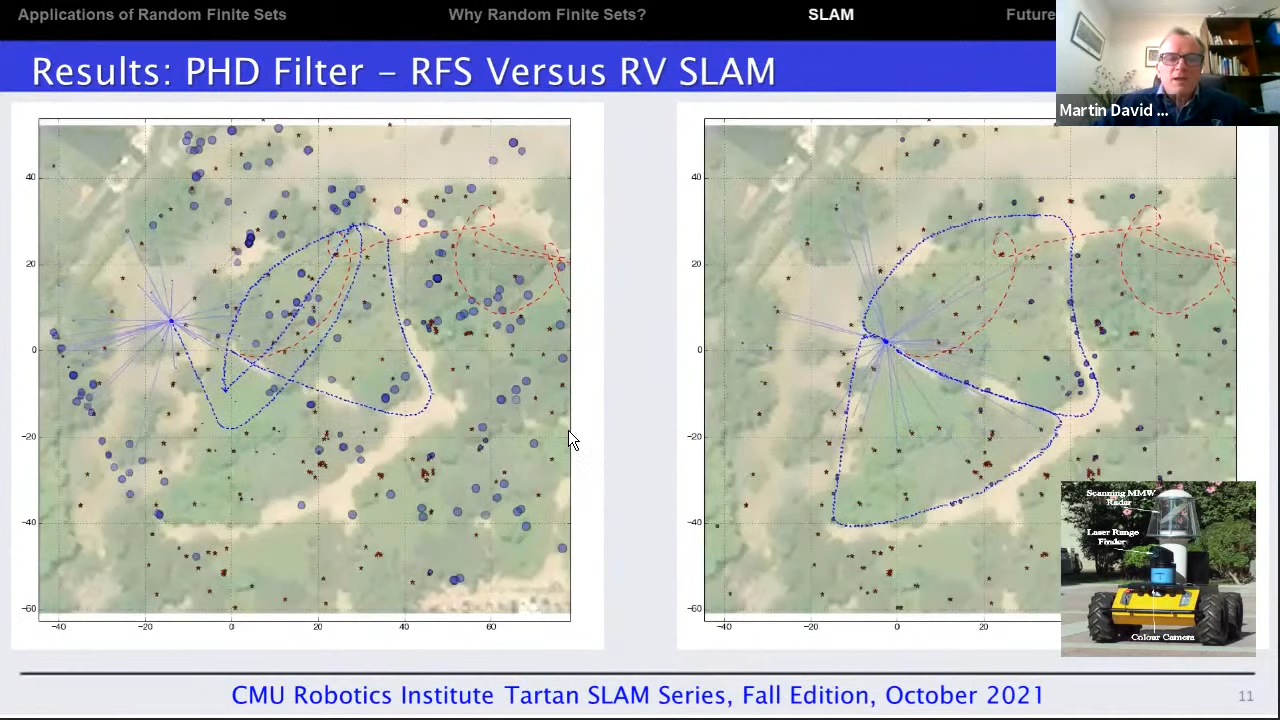 Applications of Random Finite Sets Why Random Finite Sets? SLAM Future
Martin David ...
Results: PHD Filter – RFS Versus RV SLAM
40
20
0
−20
−40
−60
−40 −20 0 20 40 60
40
20
0
−20
−40
−60
−40 −20 0 20
Scanning MMW
Radar
Laser Range
Finder
Colour Camera
CMU Robotics Institute Tartan SLAM Series, Fall Edition, October 2021
11